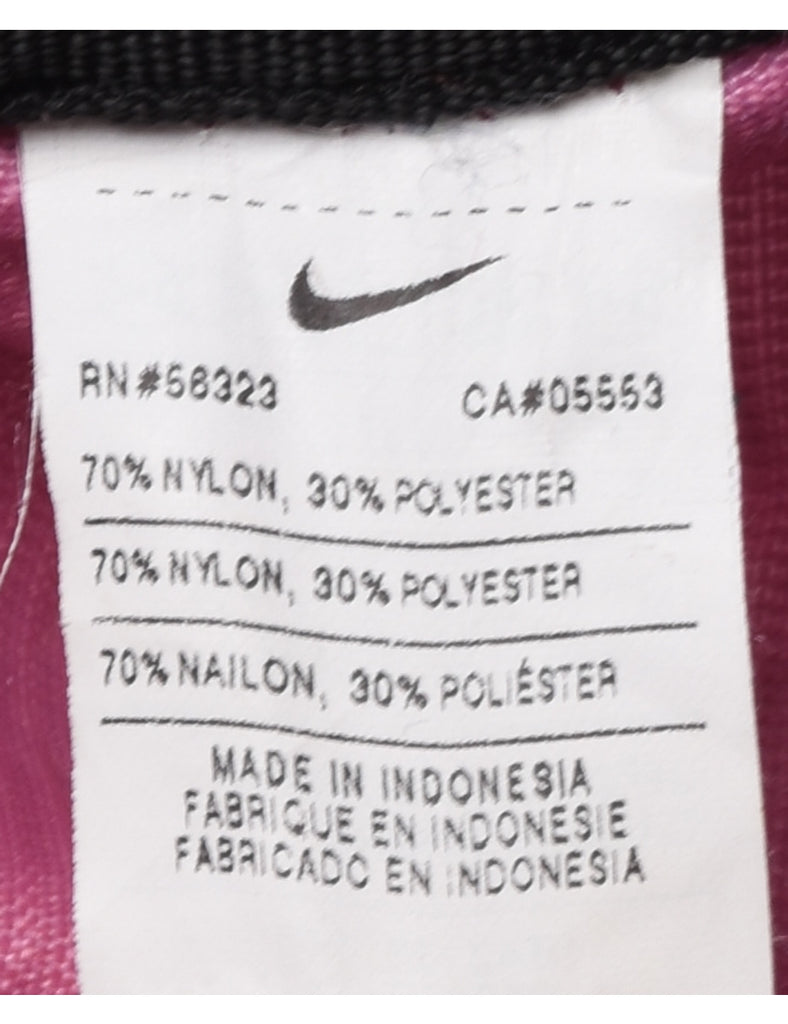 RN#56323 CA#05553
70% NYLON, 30% POLYESTER
70% NYLON, 30% POLYESTER
70% NAILON, 30% POLIÉSTER
MADE IN INDONESIA
FABRIQUE EN INDONESIE
FABRICADO EN INDONESIA